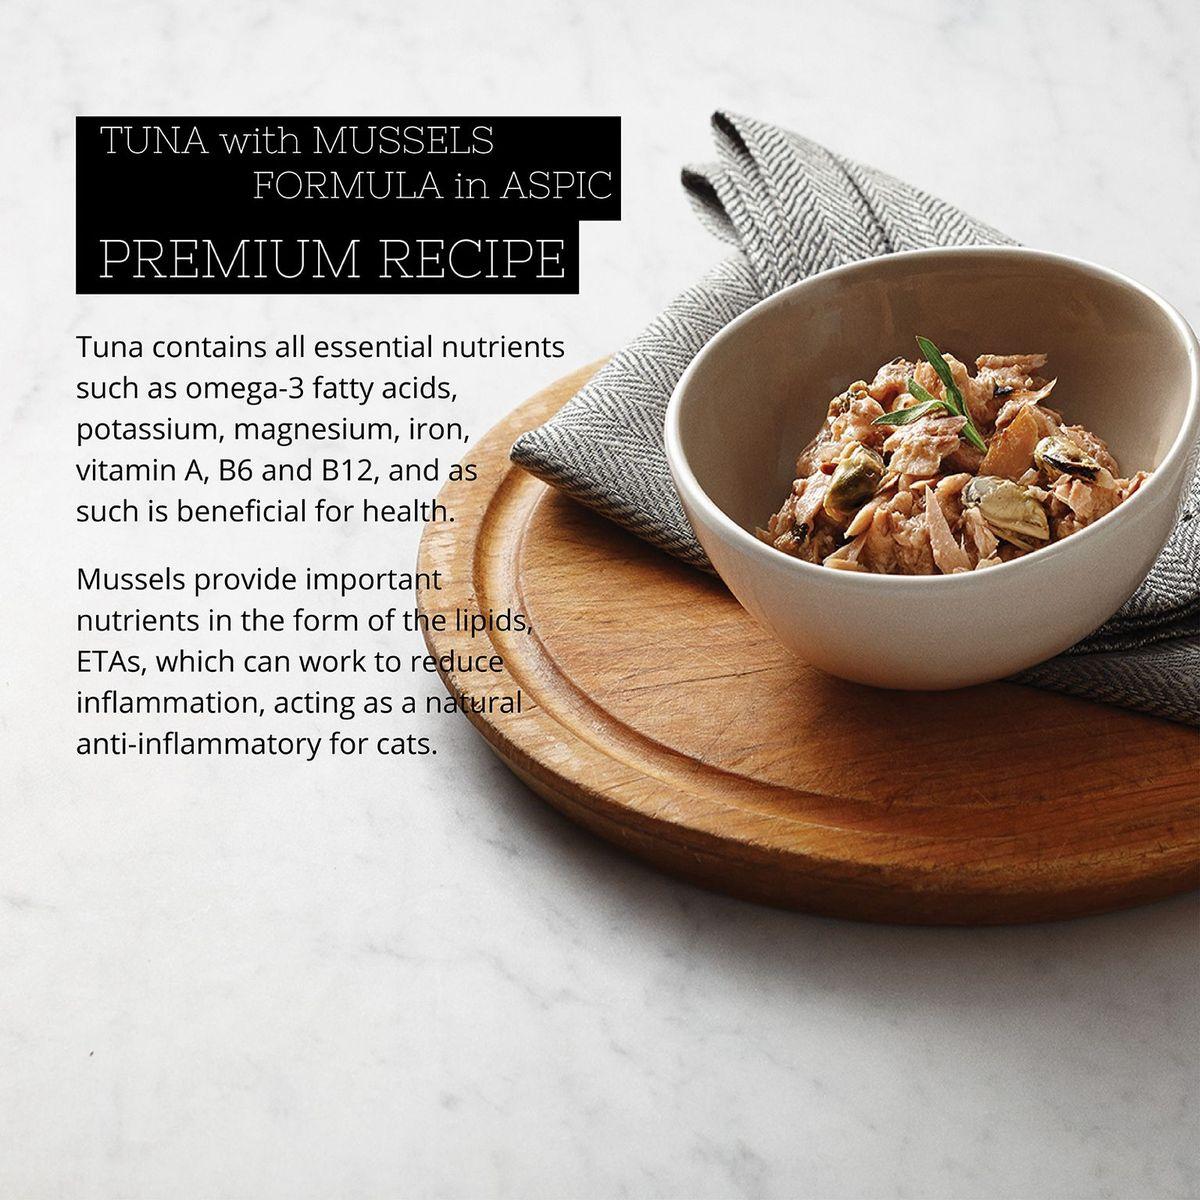 TUNA with MUSSELS
FORMULA in ASPIC
PREMIUM RECIPE
Tuna contains all essential nutrients
such as omega-3 fatty acids,
potassium, magnesium, iron,
vitamin A, B6 and B12, and as
such is beneficial for health.
Mussels provide important
nutrients in the form of the lipids,
ETAs, which can work to reduce
inflammation, acting as a natural
anti-inflammatory for cats.